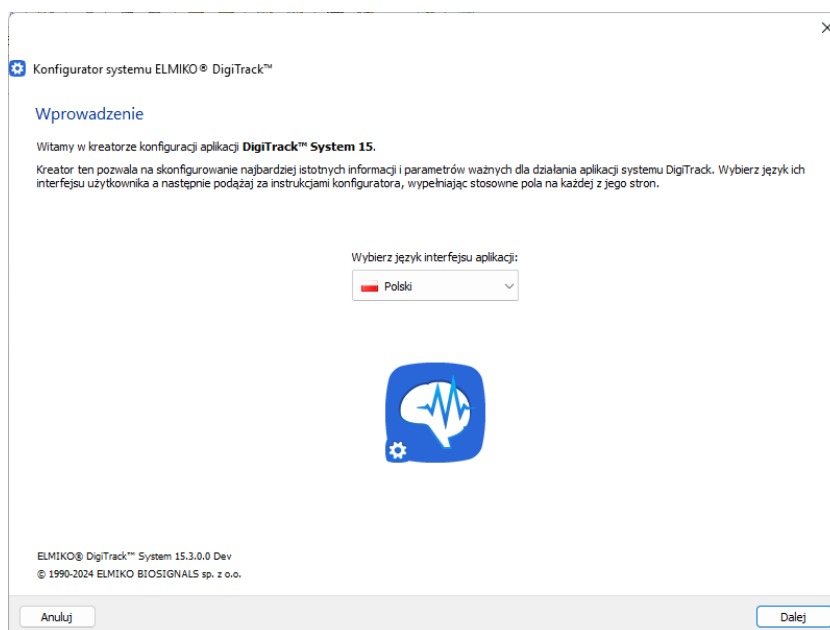 Konfigurator systemu ELMIKO® DigiTrack™
Wprowadzenie
Witamy w kreatorze konfiguracji aplikacji DigiTrack™ System 15.
Kreator ten pozwala na skonfigurowanie najbardziej istotnych informacji i parametrów ważnych dla działania aplikacji systemu DigiTrack. Wybierz język ich
interfejsu użytkownika a następnie podążaj za instrukcjami konfiguratora, wypełniając stosowne pola na każdej z jego stron.
Wybierz język interfejsu aplikacji:
Polski
ELMIKO® DigiTrack™ System 15.3.0.0 Dev
© 1990-2024 ELMIKO BIOSIGNALS sp. z o.o.
Anuluj
Dalej